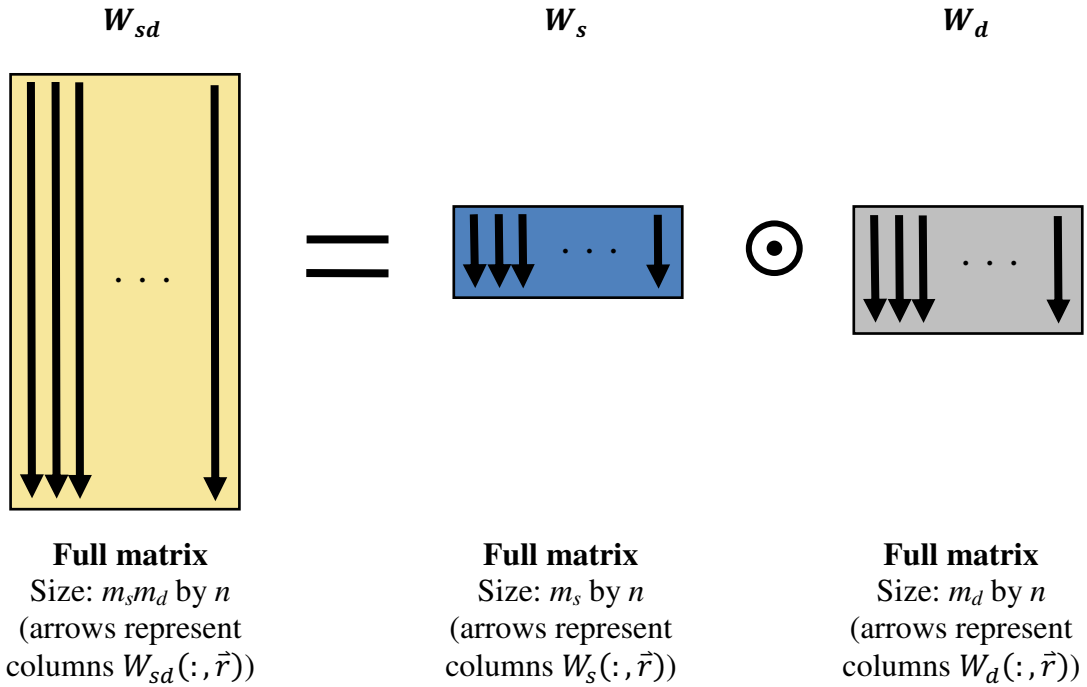 W_sd W_s W_d
. . . = . . . ⊙ . . .
Full matrix Full matrix Full matrix
Size: m_s m_d by n Size: m_s by n Size: m_d by n
(arrows represent (arrows represent (arrows represent
columns W_sd(:,r⃗)) columns W_s(:,r⃗)) columns W_d(:,r⃗))